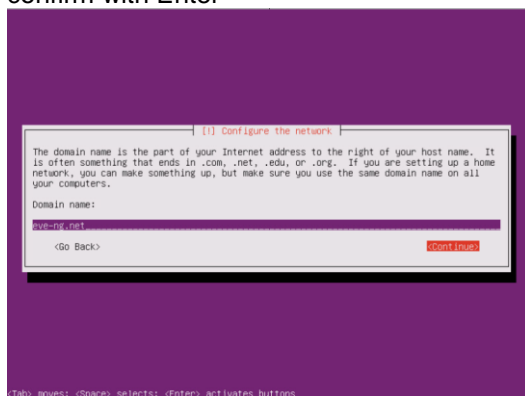 confirm with Enter
[!] Configure the network
The domain name is the part of your Internet address to the right of your host name.  It
is often something that ends in .com, .net, .edu, or .org.  If you are setting up a home
network, you can make something up, but make sure you use the same domain name on all
your computers.
Domain name:
eve-ng.net
<Go Back>
<Continue>
<Tab> moves; <Space> selects; <Enter> activates buttons